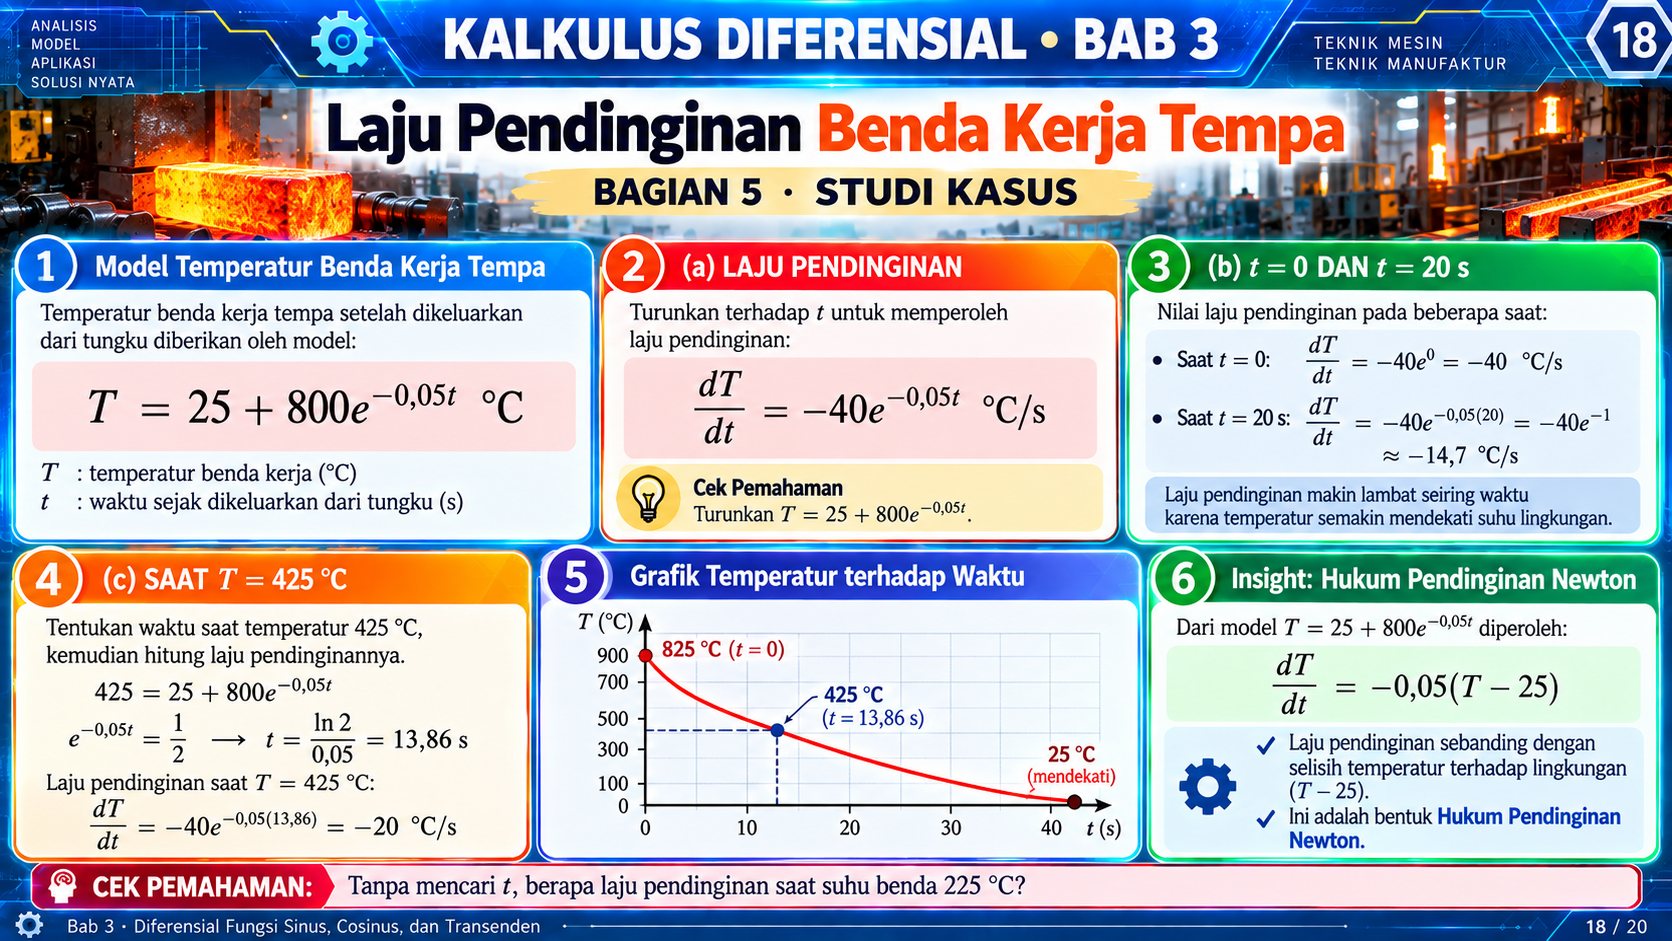 ANALISIS
MODEL
APLIKASI
SOLUSI NYATA
KALKULUS DIFERENSIAL • BAB 3
TEKNIK MESIN
TEKNIK MANUFAKTUR
18
Laju Pendinginan Benda Kerja Tempa
BAGIAN 5 · STUDI KASUS
1 Model Temperatur Benda Kerja Tempa
Temperatur benda kerja tempa setelah dikeluarkan
dari tungku diberikan oleh model:
T = 25 + 800e^{−0,05t} °C
T : temperatur benda kerja (°C)
t : waktu sejak dikeluarkan dari tungku (s)
2 (a) LAJU PENDINGINAN
Turunkan terhadap t untuk memperoleh
laju pendinginan:
dT/dt = −40e^{−0,05t} °C/s
Cek Pemahaman
Turunkan T = 25 + 800e^{−0,05t}.
3 (b) t = 0 DAN t = 20 s
Nilai laju pendinginan pada beberapa saat:
• Saat t = 0: dT/dt = −40e^0 = −40 °C/s
• Saat t = 20 s: dT/dt = −40e^{−0,05(20)} = −40e^{−1}
≈ −14,7 °C/s
Laju pendinginan makin lambat seiring waktu
karena temperatur semakin mendekati suhu lingkungan.
4 (c) SAAT T = 425 °C
Tentukan waktu saat temperatur 425 °C,
kemudian hitung laju pendinginannya.
425 = 25 + 800e^{−0,05t}
e^{−0,05t} = 1/2 → t = ln 2/0,05 = 13,86 s
Laju pendinginan saat T = 425 °C:
dT/dt = −40e^{−0,05(13,86)} = −20 °C/s
5 Grafik Temperatur terhadap Waktu
T (°C)
900
700
500
300
100
0
825 °C (t = 0)
425 °C
(t = 13,86 s)
25 °C
(mendekati)
0 10 20 30 40 t (s)
6 Insight: Hukum Pendinginan Newton
Dari model T = 25 + 800e^{−0,05t} diperoleh:
dT/dt = −0,05(T − 25)
✓ Laju pendinginan sebanding dengan
selisih temperatur terhadap lingkungan
(T − 25).
✓ Ini adalah bentuk Hukum Pendinginan
Newton.
CEK PEMAHAMAN: Tanpa mencari t, berapa laju pendinginan saat suhu benda 225 °C?
Bab 3 · Diferensial Fungsi Sinus, Cosinus, dan Transenden
18 / 20